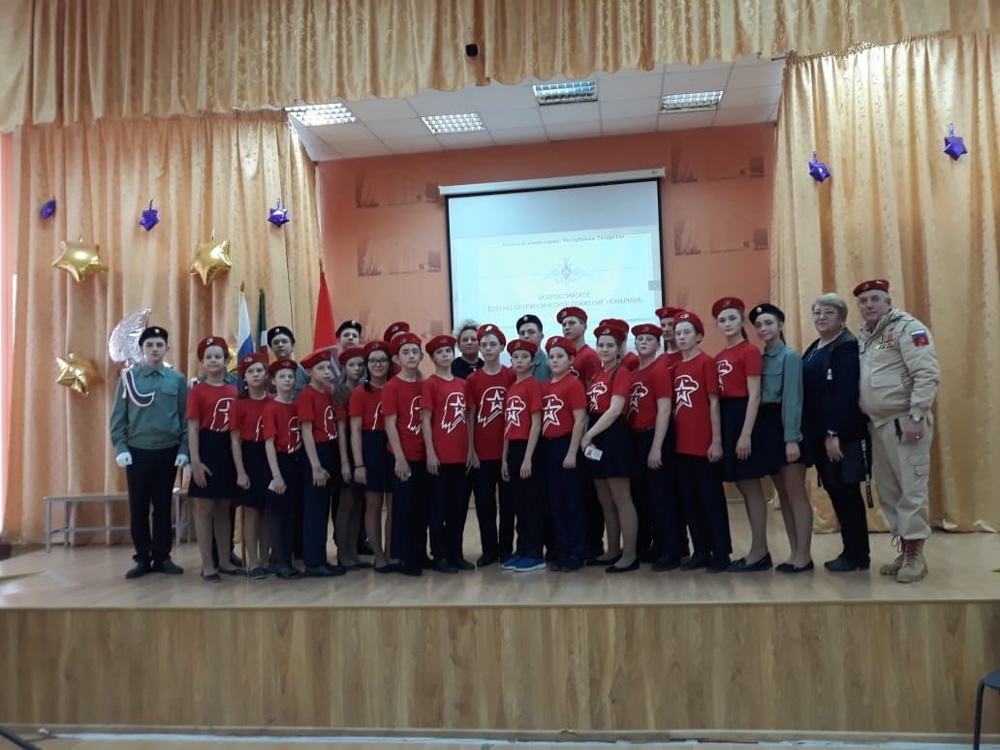 Военный комиссариат Республики Татарстан
ВСЕРОССИЙСКОЕ
ВОЕННО-ПАТРИОТИЧЕСКОЕ ДВИЖЕНИЕ «ЮНАРМИЯ»